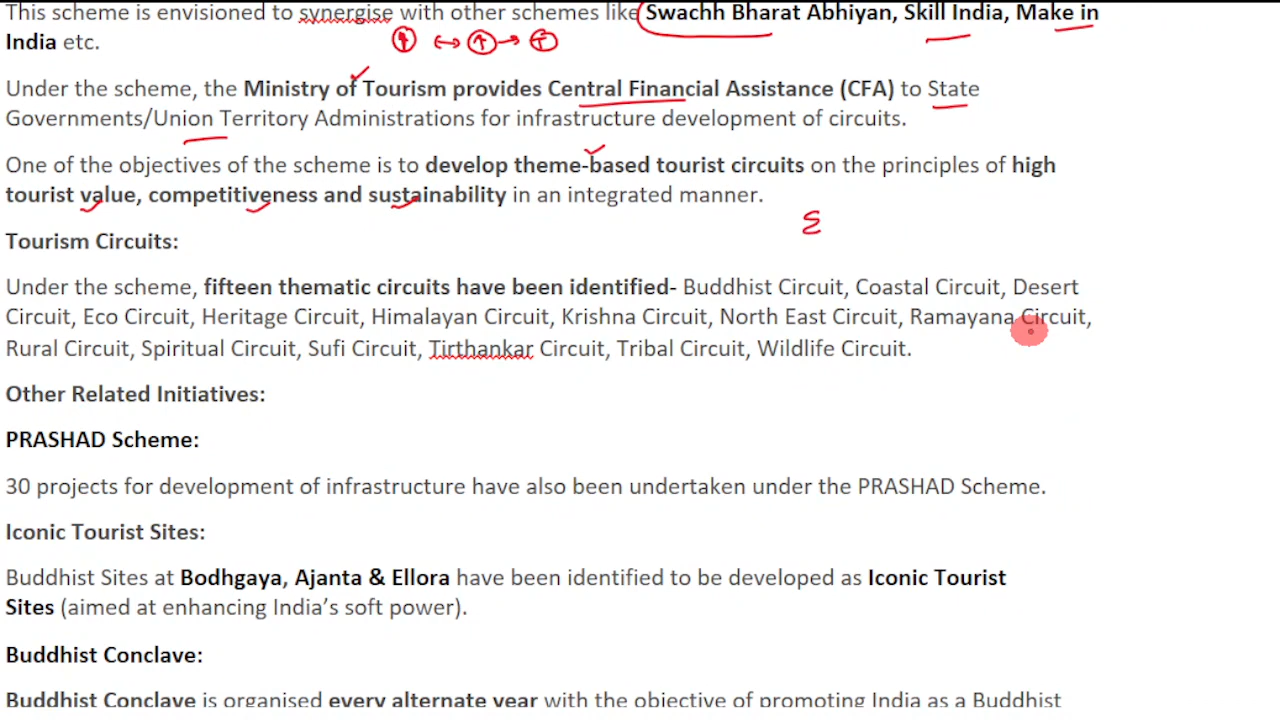 This scheme is envisioned to synergise with other schemes like Swachh Bharat Abhiyan, Skill India, Make in
India etc.
Under the scheme, the Ministry of Tourism provides Central Financial Assistance (CFA) to State
Governments/Union Territory Administrations for infrastructure development of circuits.
One of the objectives of the scheme is to develop theme-based tourist circuits on the principles of high
tourist value, competitiveness and sustainability in an integrated manner.
Tourism Circuits:
Under the scheme, fifteen thematic circuits have been identified- Buddhist Circuit, Coastal Circuit, Desert
Circuit, Eco Circuit, Heritage Circuit, Himalayan Circuit, Krishna Circuit, North East Circuit, Ramayana Circuit,
Rural Circuit, Spiritual Circuit, Sufi Circuit, Tirthankar Circuit, Tribal Circuit, Wildlife Circuit.
Other Related Initiatives:
PRASHAD Scheme:
30 projects for development of infrastructure have also been undertaken under the PRASHAD Scheme.
Iconic Tourist Sites:
Buddhist Sites at Bodhgaya, Ajanta & Ellora have been identified to be developed as Iconic Tourist
Sites (aimed at enhancing India's soft power).
Buddhist Conclave:
Buddhist Conclave is organised every alternate year with the objective of promoting India as a Buddhist